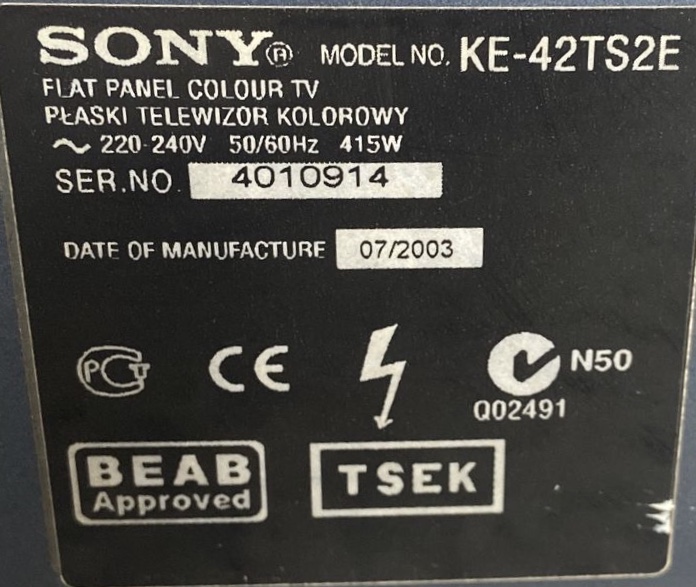 SONY® MODEL NO. KE-42TS2E
FLAT PANEL COLOUR TV
PŁASKI TELEWIZOR KOLOROWY
~ 220-240V 50/60Hz 415W
SER.NO. 4010914
DATE OF MANUFACTURE 07/2003
PCT CE N50
Q02491
BEAB TSEK
Approved